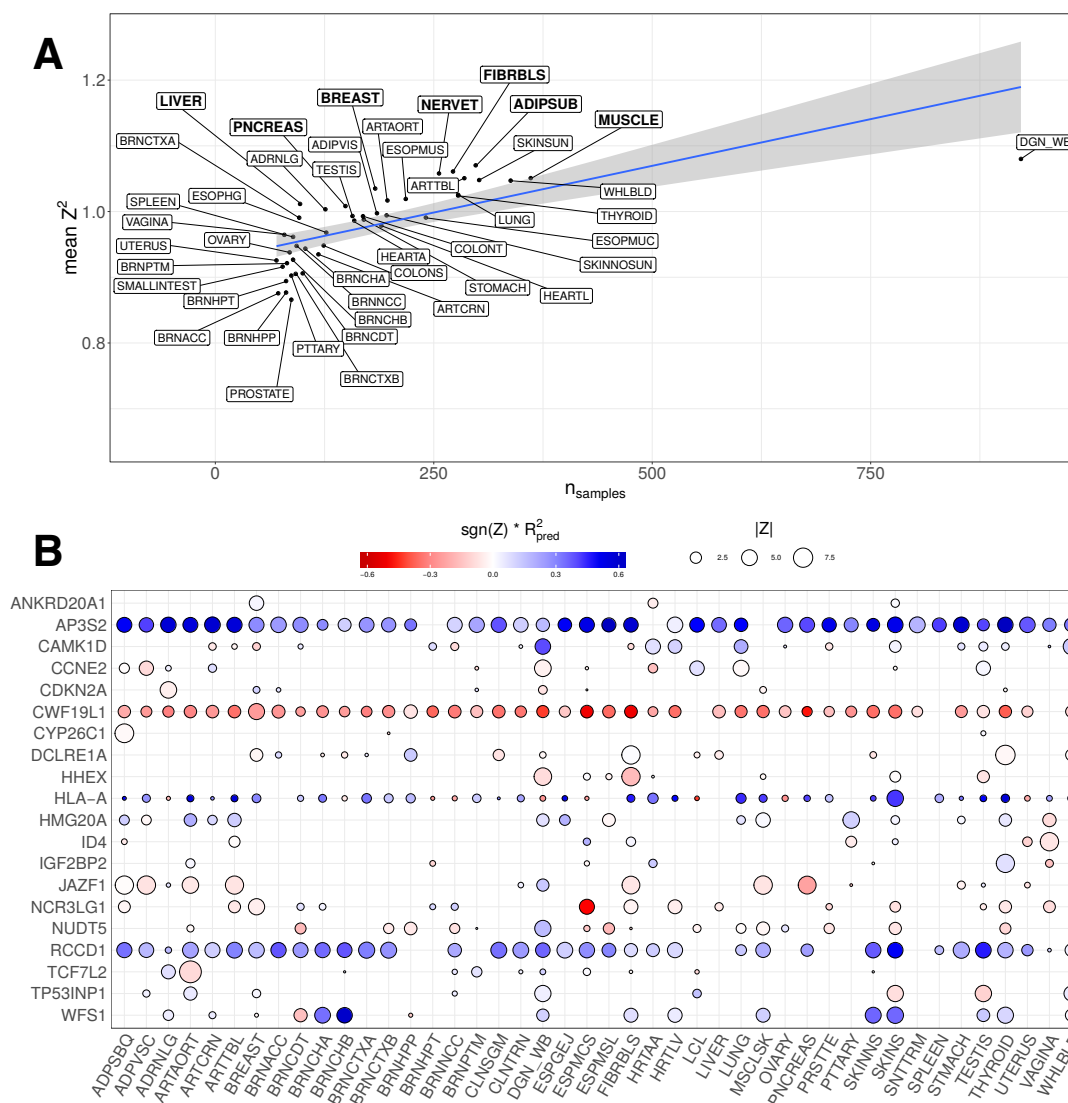 A
mean Z²
1.2
1.0
0.8
FIBRBLS
LIVER
BREAST
NERVET
ADIPSUB
PNCREAS
ARTAORT
MUSCLE
BRNCTXA
ADIPVIS
ESOPMUS
SKINSUN
DGN_WB
ADRNLG
TESTIS
ARTTBL
WHLBLD
ESOPHG
SPLEEN
THYROID
VAGINA
LUNG
OVARY
ESOPMUC
UTERUS
COLONT
HEARTA
BRNPTM
SKINNOSUN
COLONS
BRNCHA
SMALLINTEST
STOMACH
HEARTL
BRNHPT
BRNNCC
ARTCRN
BRNCHB
BRNACC
BRNHPP
BRNCDT
PTTARY
BRNCTXB
PROSTATE
0 250 500 750
n_samples
B
sgn(Z) * R²pred
-0.6 -0.3 0.0 0.3 0.6
|Z|
2.5 5.0 7.5
ANKRD20A1
AP3S2
CAMK1D
CCNE2
CDKN2A
CWF19L1
CYP26C1
DCLRE1A
HHEX
HLA-A
HMG20A
ID4
IGF2BP2
JAZF1
NCR3LG1
NUDT5
RCCD1
TCF7L2
TP53INP1
WFS1
ADPSBQ
ADPVSC
ADRNLG
ARTAORT
ARTCRN
ARTTBL
BREAST
BRNACC
BRNCDT
BRNCHA
BRNCHB
BRNCTXA
BRNCTXB
BRNHPP
BRNHPT
BRNNCC
BRNPTM
CLNSGM
CLNTRN
DGN_WB
ESPGEJ
ESPMCS
ESPMSL
FIBRBLS
HRTAA
HRTLV
LCL
LIVER
LUNG
MSCLSK
OVARY
PNCREAS
PRSTTE
PTTARY
SKINNS
SKINS
SNTTRM
SPLEEN
STMACH
TESTIS
THYROID
UTERUS
VAGINA
WHLBL